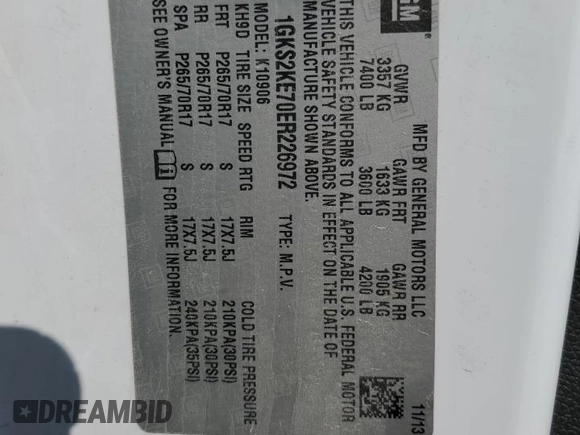 GM
MFD BY GENERAL MOTORS LLC 11/13
GVWR GAWR FRT GAWR RR
3357 KG 1633 KG 1905 KG
7400 LB 3600 LB 4200 LB
THIS VEHICLE CONFORMS TO ALL APPLICABLE U.S. FEDERAL MOTOR
VEHICLE SAFETY STANDARDS IN EFFECT ON THE DATE OF
MANUFACTURE SHOWN ABOVE.
1GKS2KE70ER226972 TYPE: M.P.V.
MODEL: K10906
KH9D TIRE SIZE SPEED RTG RIM COLD TIRE PRESSURE
FRT P265/70R17 S 17X7.5J 210KPA(30PSI)
RR P265/70R17 S 17X7.5J 210KPA(30PSI)
SPA P265/70R17 S 17X7.5J 240KPA(35PSI)
SEE OWNER'S MANUAL FOR MORE INFORMATION.
DREAMBID